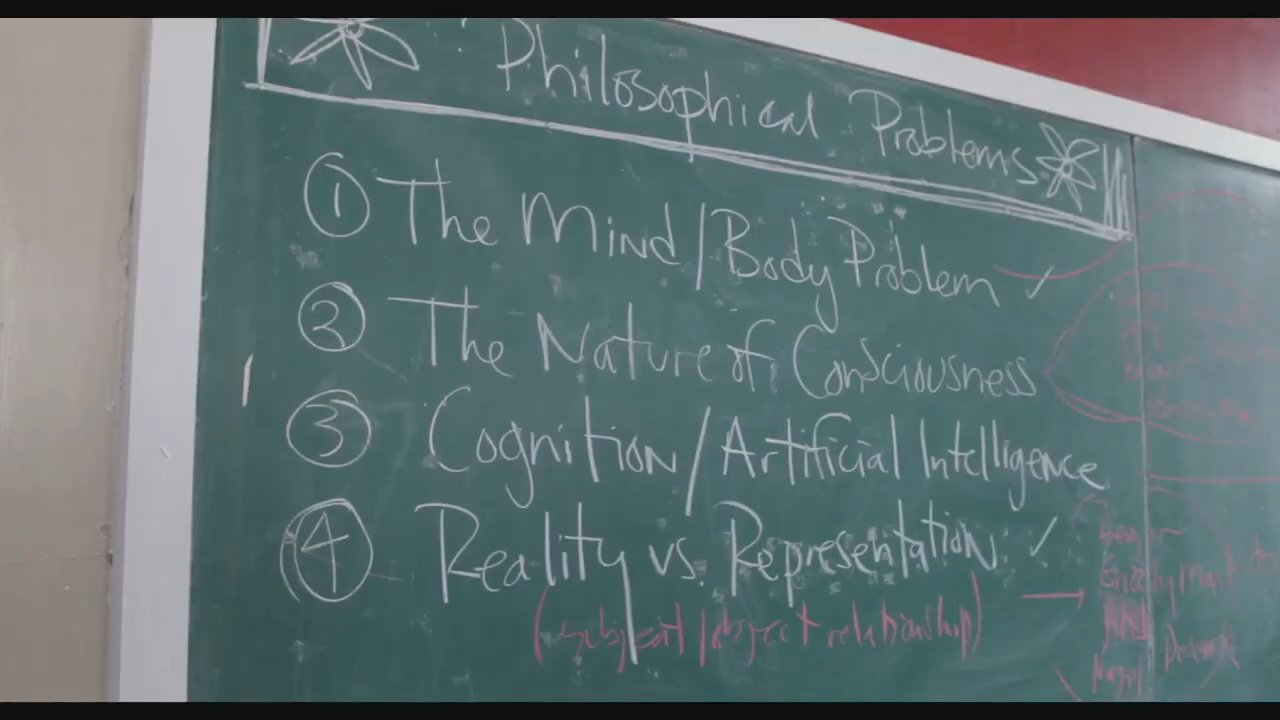 Philosophical Problems
① The Mind/Body Problem ✓
② The Nature of Consciousness
③ Cognition/Artificial Intelligence
④ Reality vs. Representation. ✓
(subject/object relationship) →
Nagel